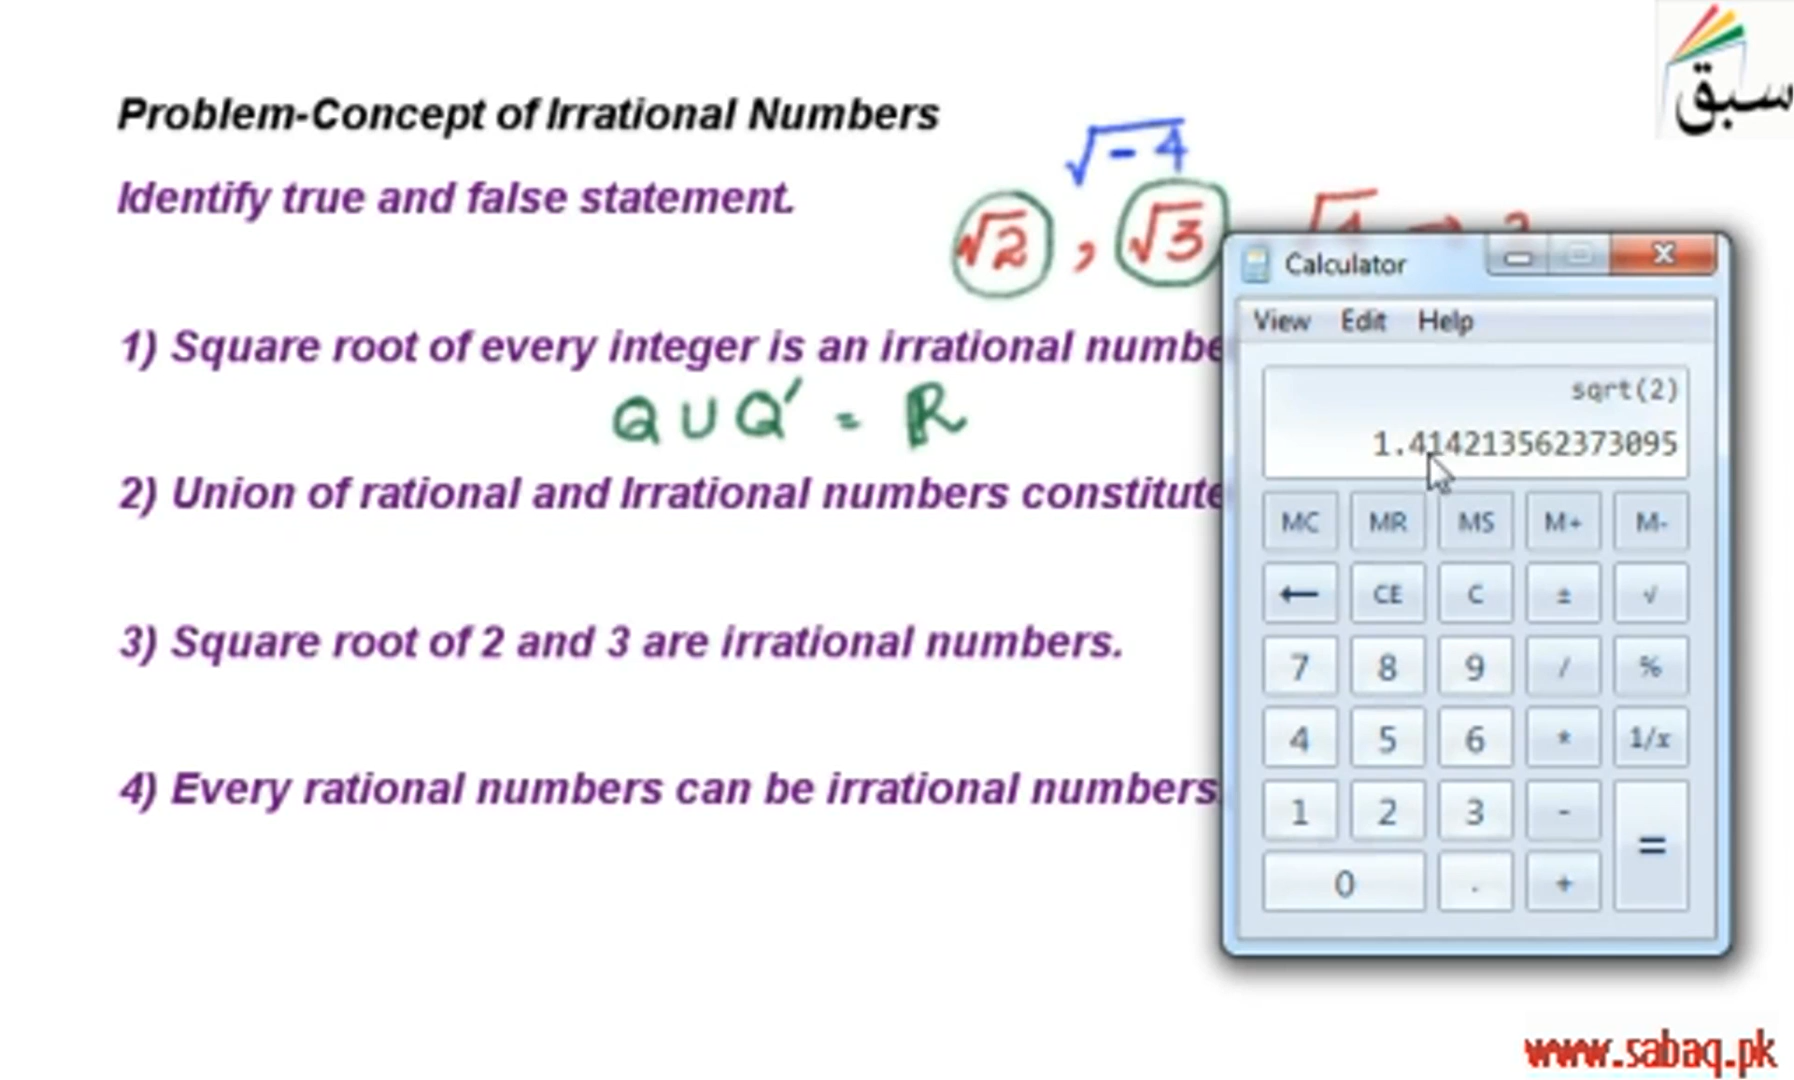 سبق
Problem-Concept of Irrational Numbers
√-4
Identify true and false statement.
√2 , √3
Calculator
View Edit Help
1) Square root of every integer is an irrational numbe
sqrt(2)
Q U Q' = R
1.414213562373095
2) Union of rational and Irrational numbers constitute
MC MR MS M+ M-
← CE C ± √
3) Square root of 2 and 3 are irrational numbers.
7 8 9 / %
4 5 6 * 1/x
4) Every rational numbers can be irrational numbers.
1 2 3 - =
0 . +
www.sabaq.pk